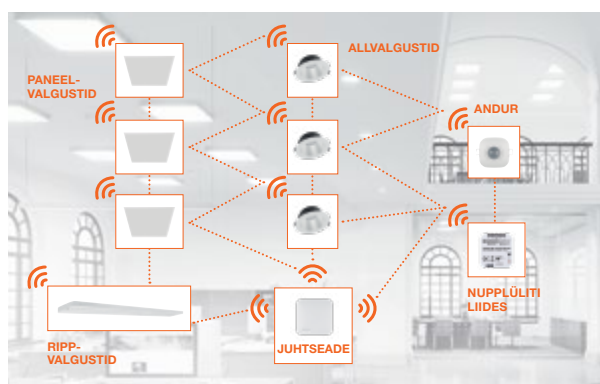 PANEEL-
VALGUSTID
ALLVALGUSTID
ANDUR
NUPPLÜLITI
LIIDES
RIPP-
VALGUSTID
JUHTSEADE